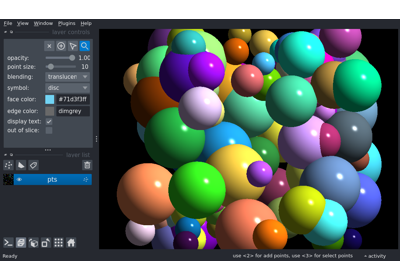 File View Window Plugins Help
layer controls
opacity: 1.00
point size: 10
blending: translucen
symbol: disc
face color: #71d3f3ff
edge color: dimgrey
display text:
out of slice:
layer list
pts
Ready use <2> for add points, use <3> for select points activity